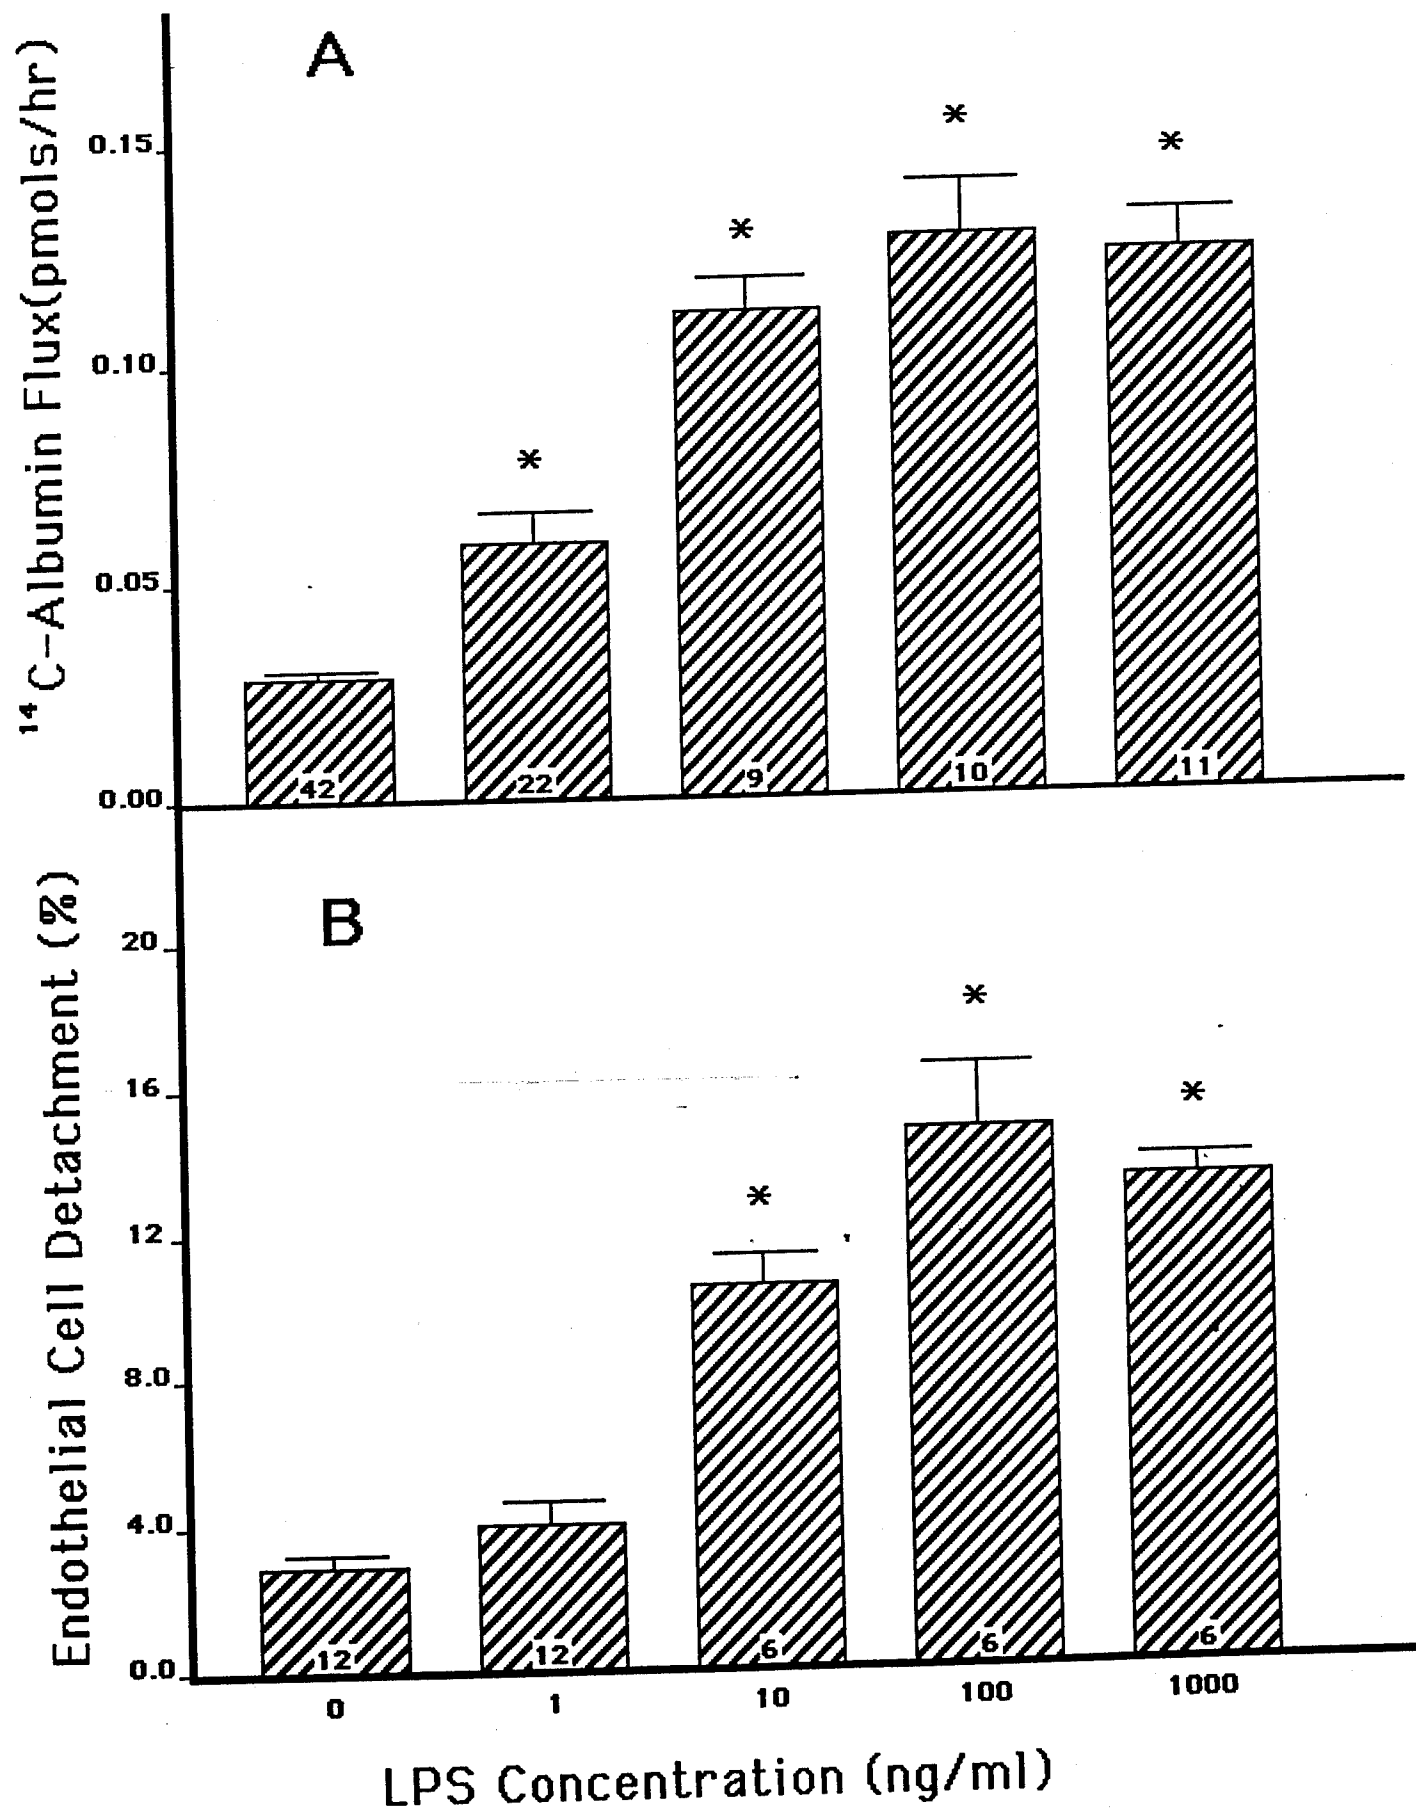 A
¹⁴C-Albumin Flux(pmols/hr)
0.15
0.10
0.05
0.00
* * * *
42 22 9 10 11
B
Endothelial Cell Detachment (%)
20
16
12
8.0
4.0
0.0
* * *
12 12 6 6 6
0 1 10 100 1000
LPS Concentration (ng/ml)